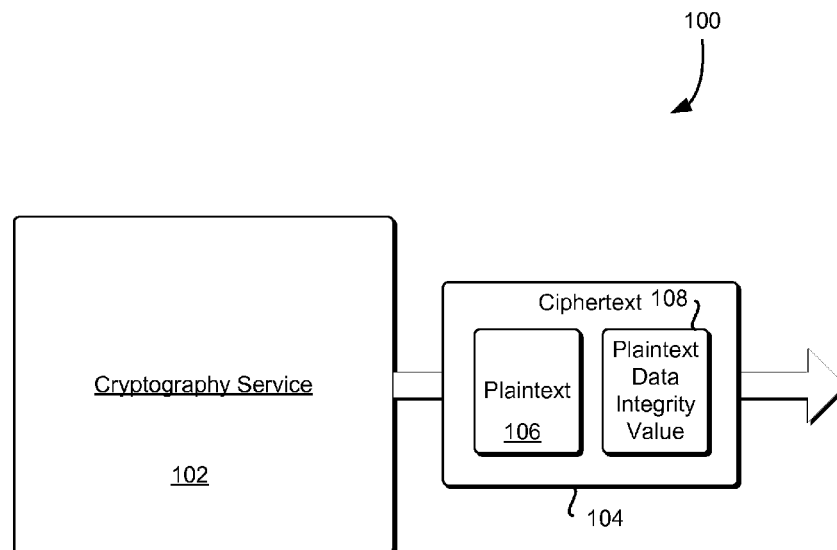 100
Ciphertext 108
Plaintext
106
Plaintext
Data
Integrity
Value
Cryptography Service
102
104